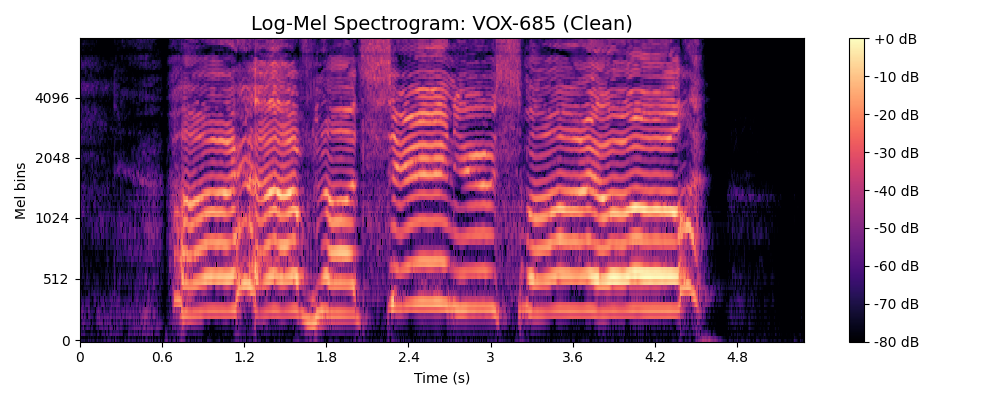 Log-Mel Spectrogram: VOX-685 (Clean)
Mel bins
4096
2048
1024
512
0
0 0.6 1.2 1.8 2.4 3 3.6 4.2 4.8
Time (s)
+0 dB
-10 dB
-20 dB
-30 dB
-40 dB
-50 dB
-60 dB
-70 dB
-80 dB